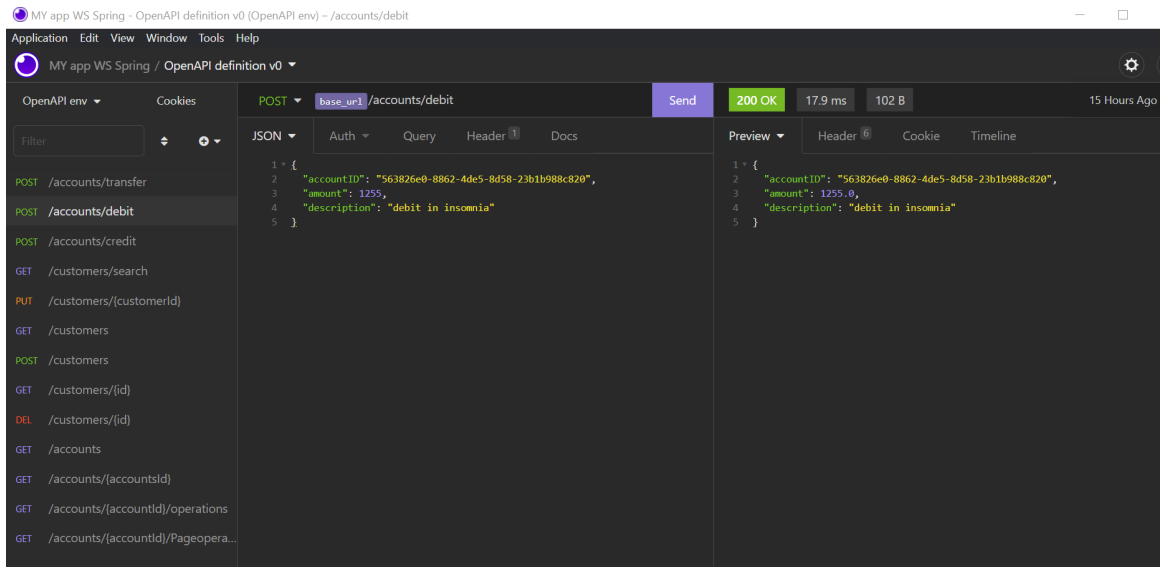 MY app WS Spring - OpenAPI definition v0 (OpenAPI env) – /accounts/debit
Application Edit View Window Tools Help
MY app WS Spring / OpenAPI definition v0
OpenAPI env
Cookies
Filter
POST /accounts/transfer
POST /accounts/debit
POST /accounts/credit
GET /customers/search
PUT /customers/{customerId}
GET /customers
POST /customers
GET /customers/{id}
DEL /customers/{id}
GET /accounts
GET /accounts/{accountsId}
GET /accounts/{accountId}/operations
GET /accounts/{accountId}/Pageopera...
POST base_url /accounts/debit
Send
JSON Auth Query Header 1 Docs
1 {
2 "accountID": "563826e0-8862-4de5-8d58-23b1b988c820",
3 "amount": 1255,
4 "description": "debit in insomnia"
5 }
200 OK 17.9 ms 102 B 15 Hours Ago
Preview Header 6 Cookie Timeline
1 {
2 "accountID": "563826e0-8862-4de5-8d58-23b1b988c820",
3 "amount": 1255.0,
4 "description": "debit in insomnia"
5 }